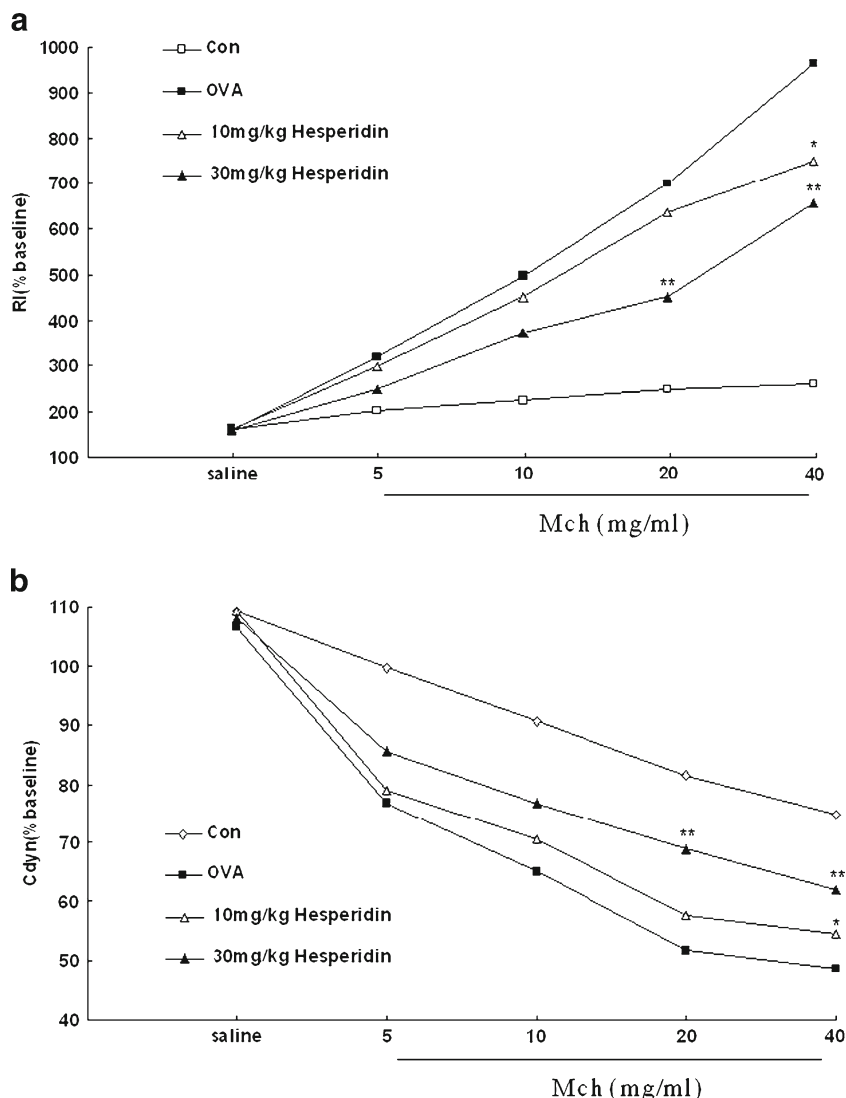 a
1000
900
800
700
600
500
400
300
200
100
Rl(% baseline)
Con
OVA
10mg/kg Hesperidin
30mg/kg Hesperidin
*
**
**
saline 5 10 20 40
Mch (mg/ml)
b
110
100
90
80
70
60
50
40
Cdyn(% baseline)
Con
OVA
10mg/kg Hesperidin
30mg/kg Hesperidin
**
**
*
saline 5 10 20 40
Mch (mg/ml)